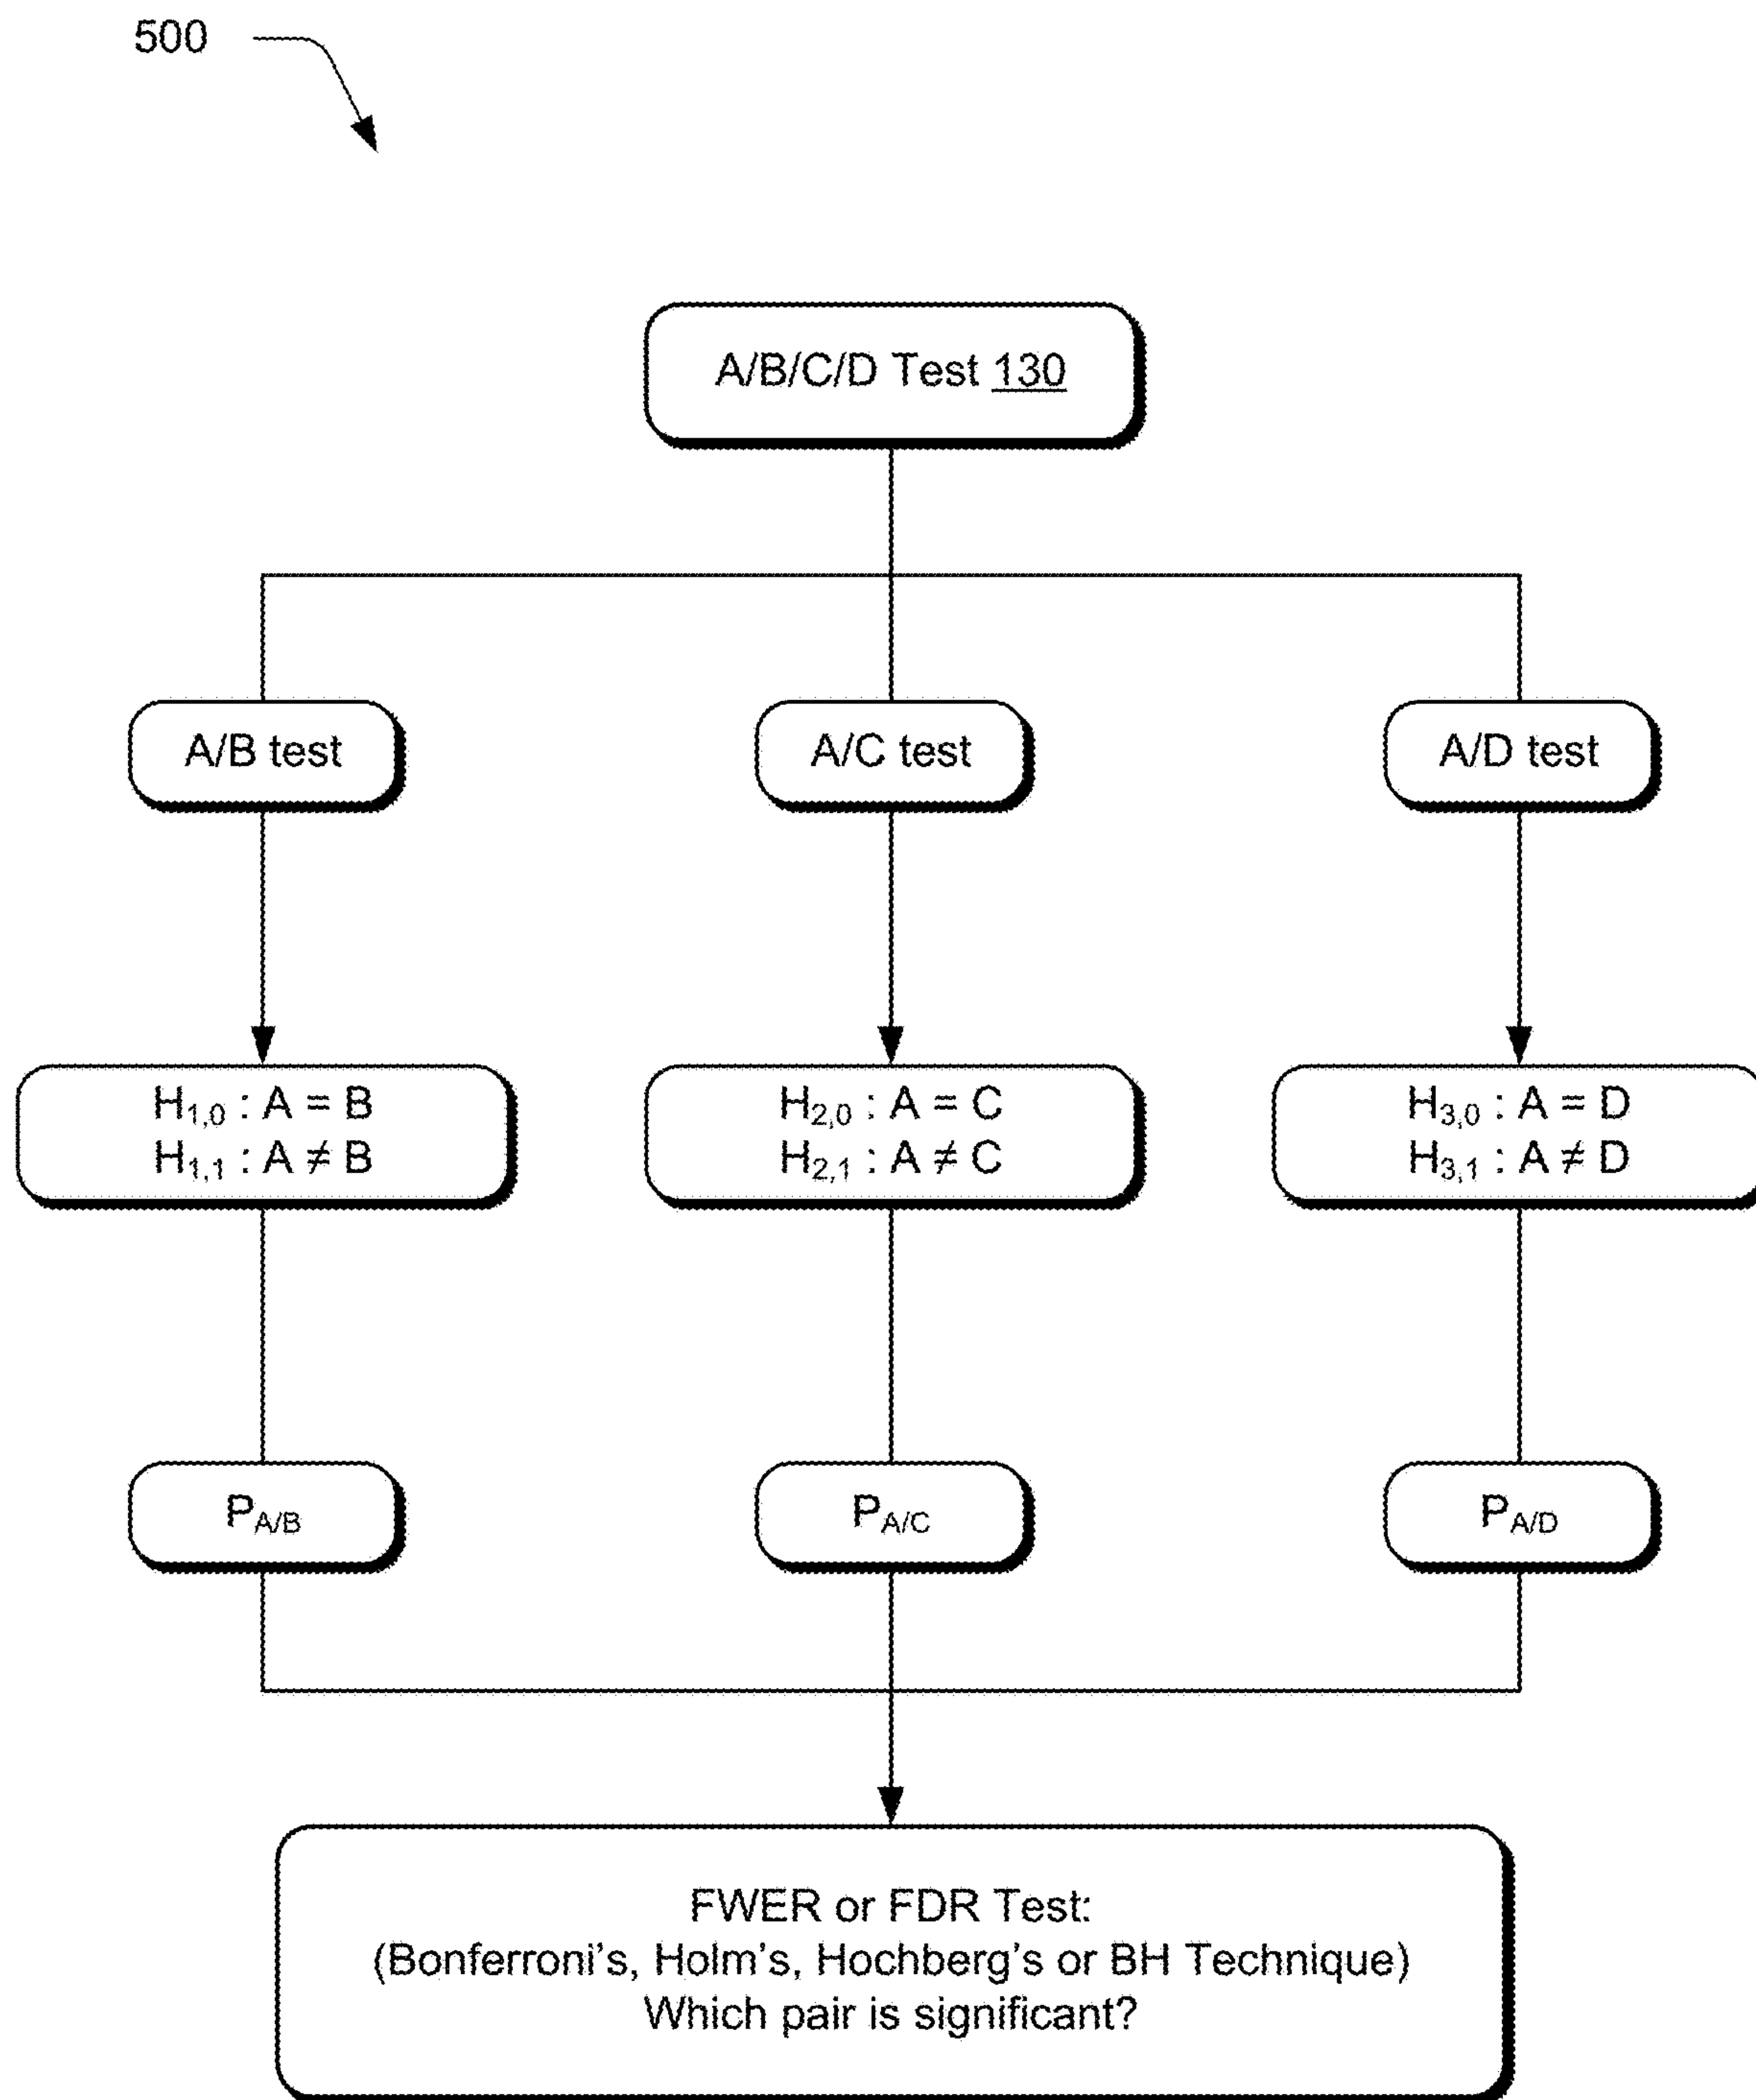 500
A/B/C/D Test 130
A/B test
A/C test
A/D test
H1,0 : A = B
H1,1 : A ≠ B
H2,0 : A = C
H2,1 : A ≠ C
H3,0 : A = D
H3,1 : A ≠ D
PA/B
PA/C
PA/D
FWER or FDR Test:
(Bonferroni's, Holm's, Hochberg's or BH Technique)
Which pair is significant?